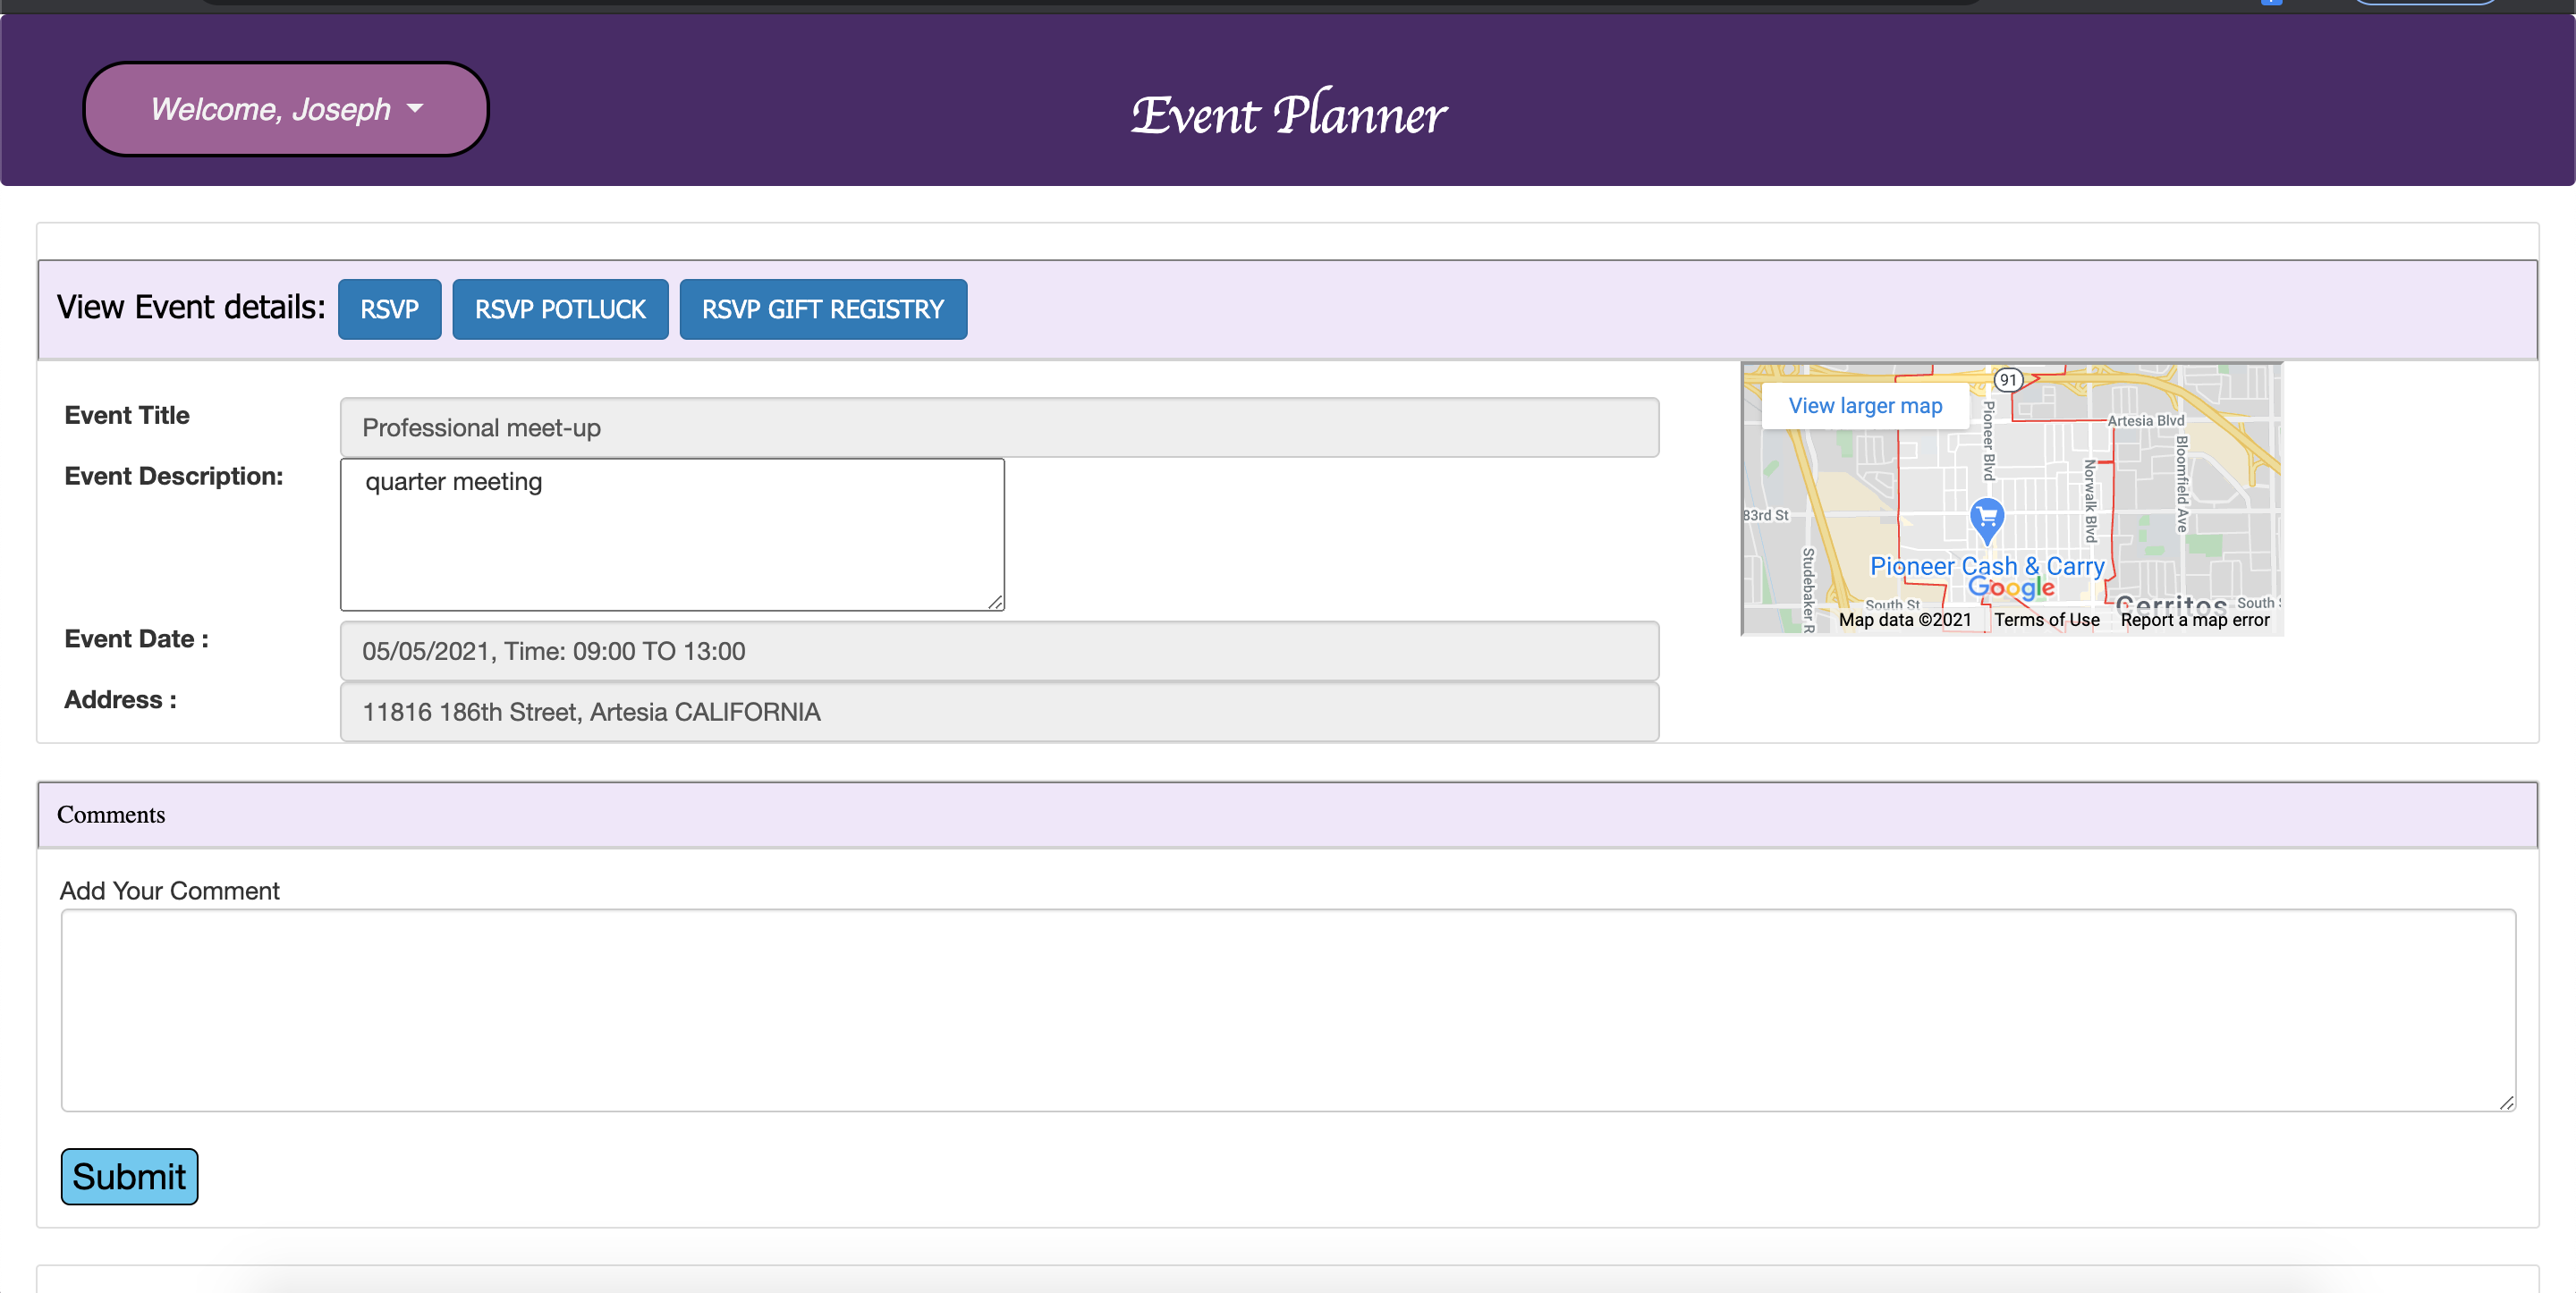 Welcome, Joseph
Event Planner
View Event details: RSVP RSVP POTLUCK RSVP GIFT REGISTRY
Event Title Professional meet-up
Event Description: quarter meeting
Event Date : 05/05/2021, Time: 09:00 TO 13:00
Address : 11816 186th Street, Artesia CALIFORNIA
View larger map
91
Pioneer Blvd
Artesia Blvd
Bloomfield Ave
Norwalk Blvd
83rd St
Studebaker R
Pioneer Cash & Carry
Google
South St
Cerritos
South S
Map data ©2021 Terms of Use Report a map error
Comments
Add Your Comment
Submit